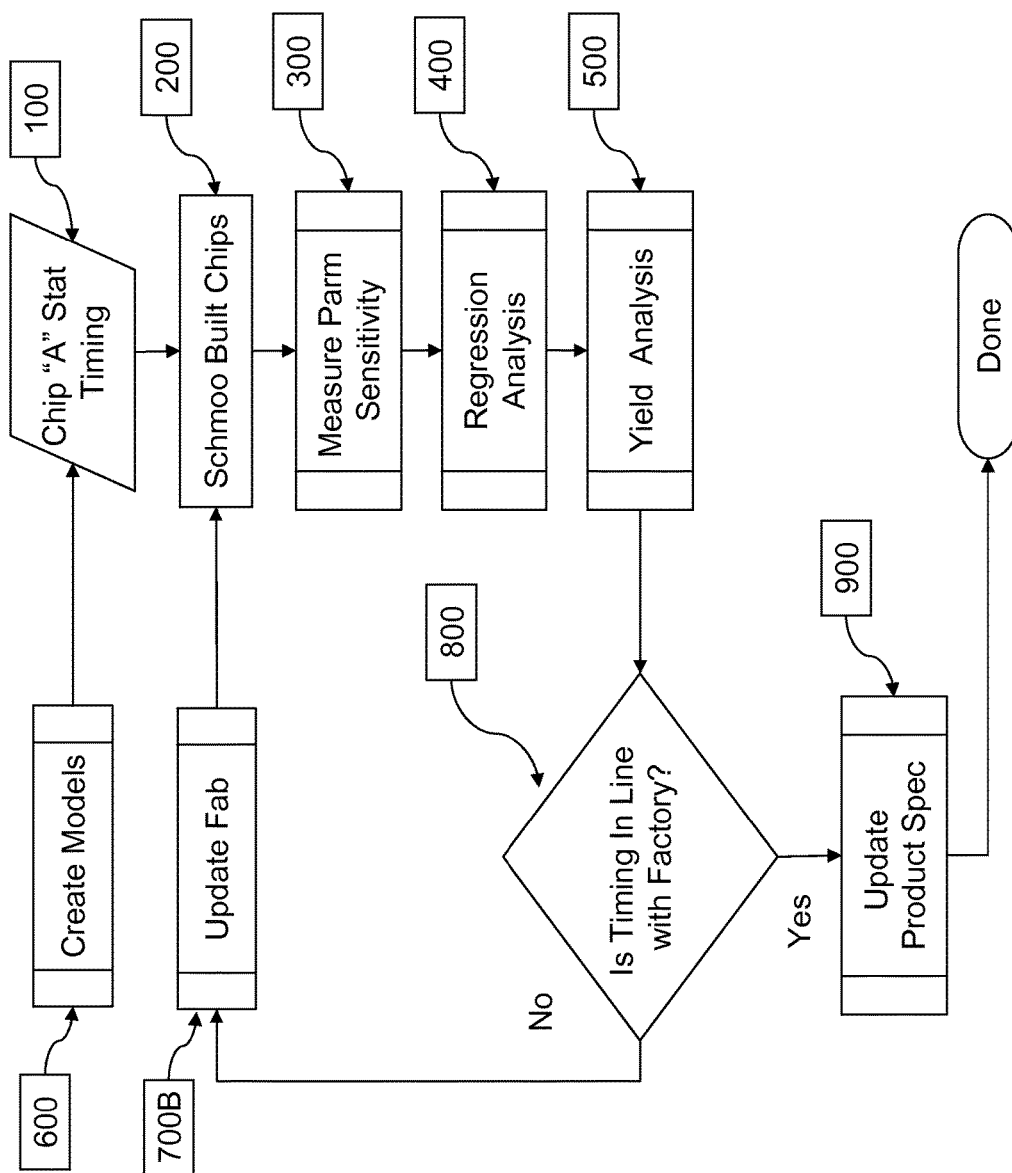 600
Create Models
Chip “A” Stat
Timing
100
700B
Update Fab
Schmoo Built Chips
200
Measure Parm
Sensitivity
300
Regression
Analysis
400
Yield Analysis
500
No
Is Timing In Line
with Factory?
800
Yes
Update
Product Spec
900
Done